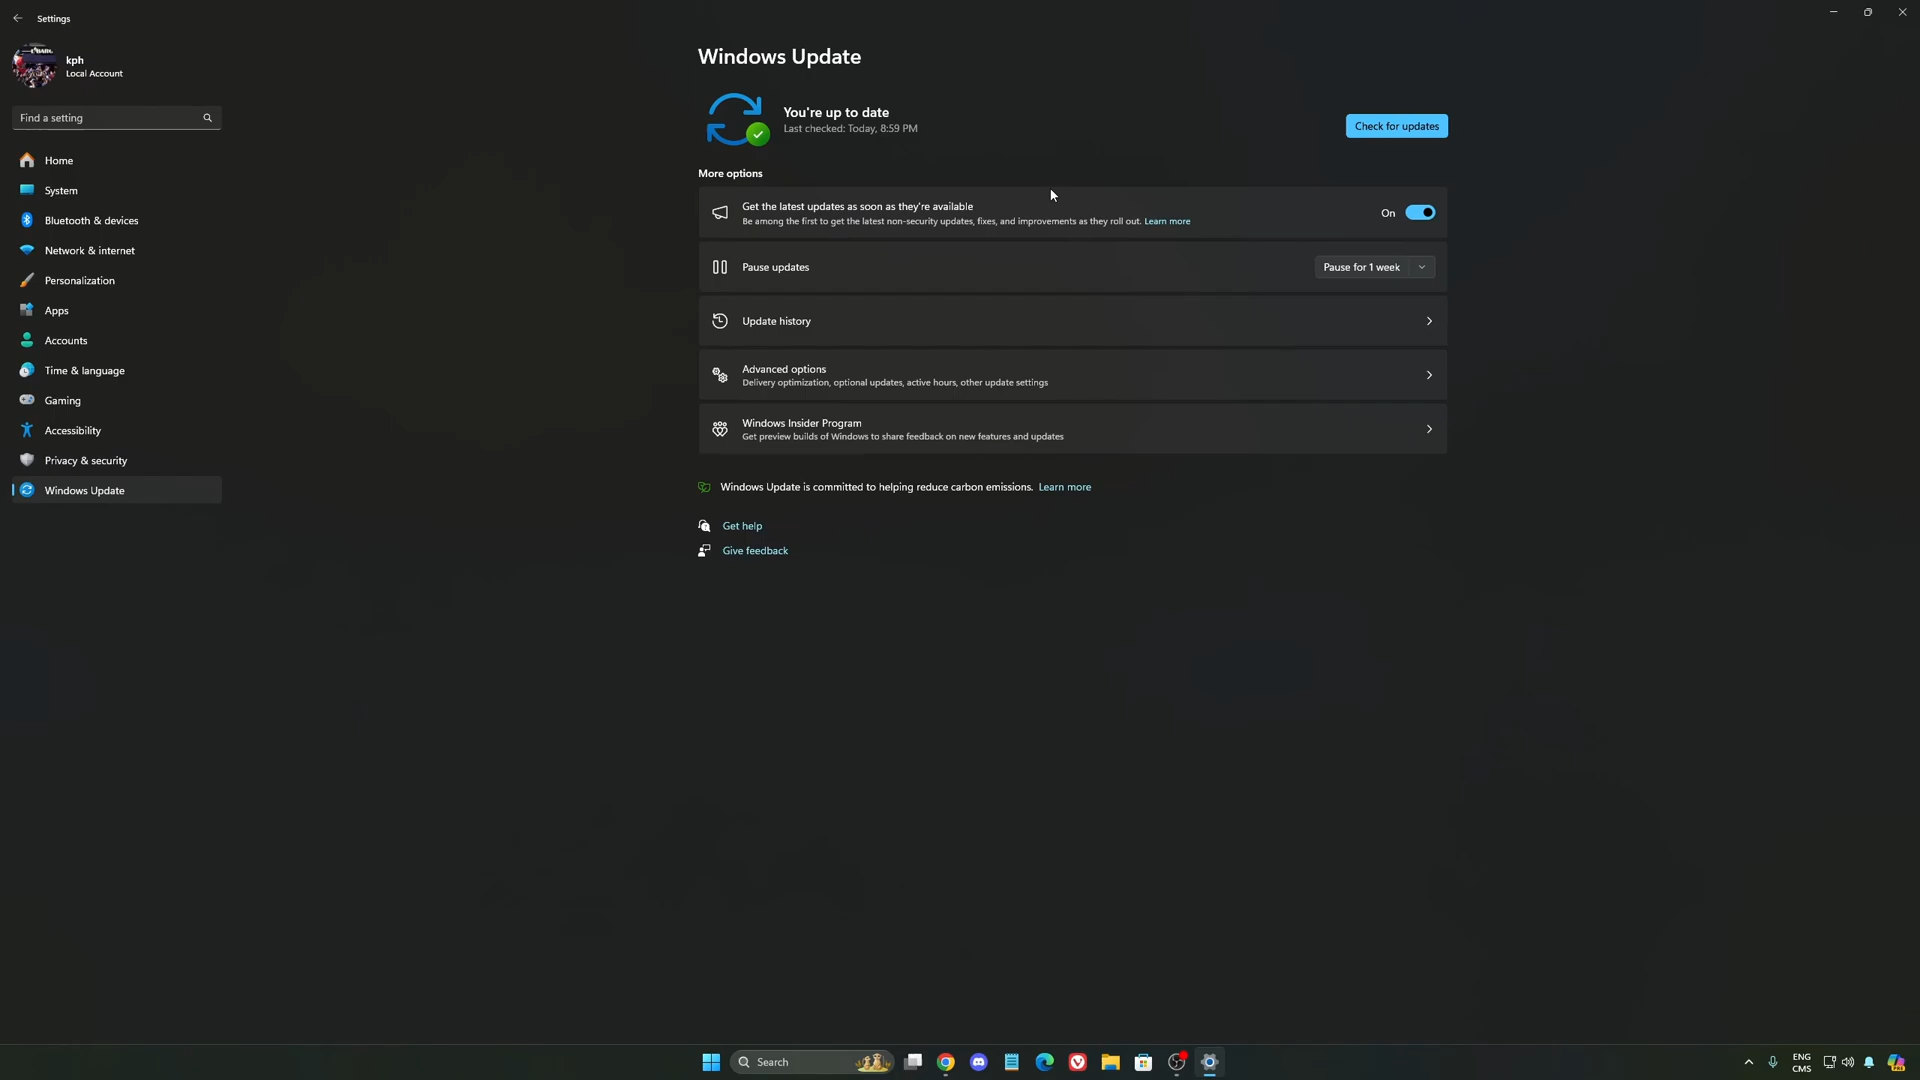 Settings
kph
Local Account
Find a setting
Home
System
Bluetooth & devices
Network & internet
Personalization
Apps
Accounts
Time & language
Gaming
Accessibility
Privacy & security
Windows Update
Windows Update
You're up to date
Last checked: Today, 8:59 PM
Check for updates
More options
Get the latest updates as soon as they're available
Be among the first to get the latest non-security updates, fixes, and improvements as they roll out. Learn more
On
Pause updates
Pause for 1 week
Update history
Advanced options
Delivery optimization, optional updates, active hours, other update settings
Windows Insider Program
Get preview builds of Windows to share feedback on new features and updates
Windows Update is committed to helping reduce carbon emissions. Learn more
Get help
Give feedback
Search
ENG
CMS